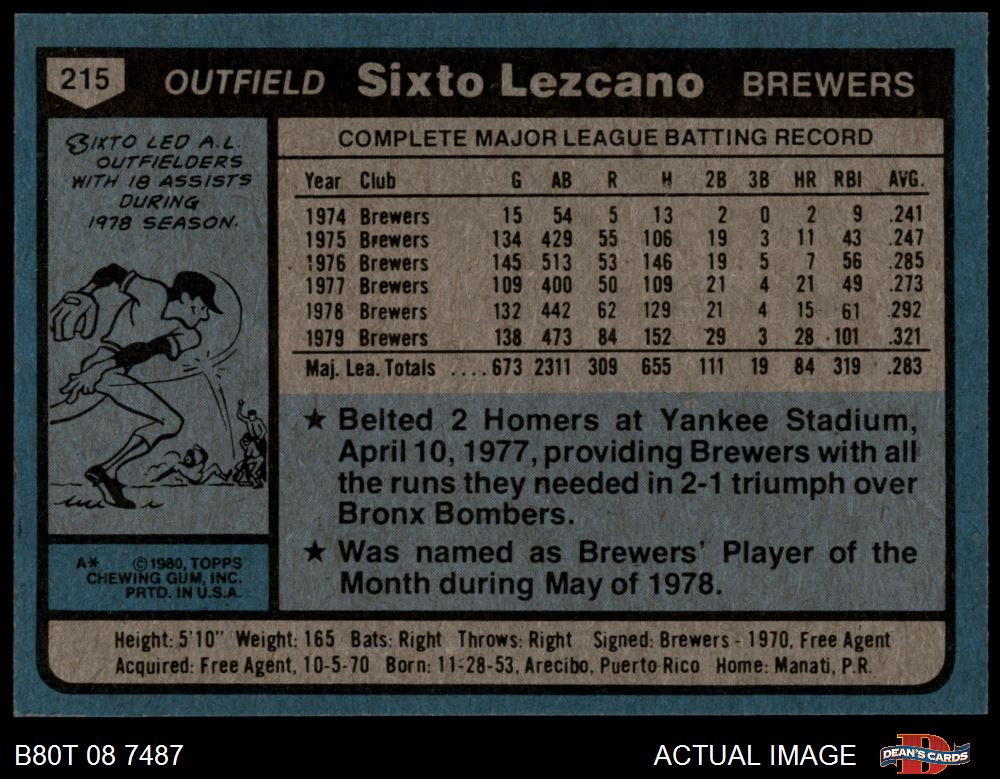 215 OUTFIELD Sixto Lezcano BREWERS
SIXTO LED A.L.
OUTFIELDERS
WITH 18 ASSISTS
DURING
1978 SEASON.
COMPLETE MAJOR LEAGUE BATTING RECORD
Year Club G AB R H 2B 3B HR RBI AVG.
1974 Brewers 15 54 5 13 2 0 2 9 .241
1975 Brewers 134 429 55 106 19 3 11 43 .247
1976 Brewers 145 513 53 146 19 5 7 56 .285
1977 Brewers 109 400 50 109 21 4 21 49 .273
1978 Brewers 132 442 62 129 21 4 15 61 .292
1979 Brewers 138 473 84 152 29 3 28 101 .321
Maj. Lea. Totals ....673 2311 309 655 111 19 84 319 .283
★ Belted 2 Homers at Yankee Stadium,
April 10, 1977, providing Brewers with all
the runs they needed in 2-1 triumph over
Bronx Bombers.
★ Was named as Brewers' Player of the
Month during May of 1978.
A* ©1980, TOPPS
CHEWING GUM, INC.
PRTD. IN U.S.A.
Height: 5'10" Weight: 165 Bats: Right Throws: Right Signed: Brewers - 1970, Free Agent
Acquired: Free Agent, 10-5-70 Born: 11-28-53, Arecibo, Puerto Rico Home: Manati, P.R.
B80T 08 7487 ACTUAL IMAGE DEAN'S CARDS